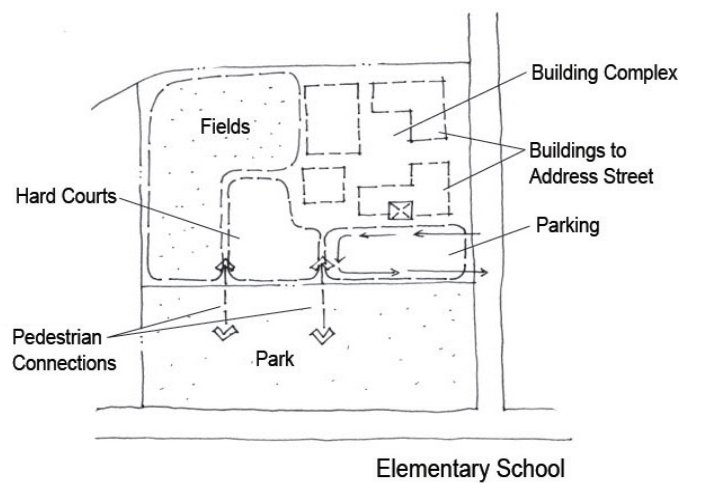 Building Complex
Fields
Buildings to
Address Street
Hard Courts
Parking
Pedestrian
Connections
Park
Elementary School